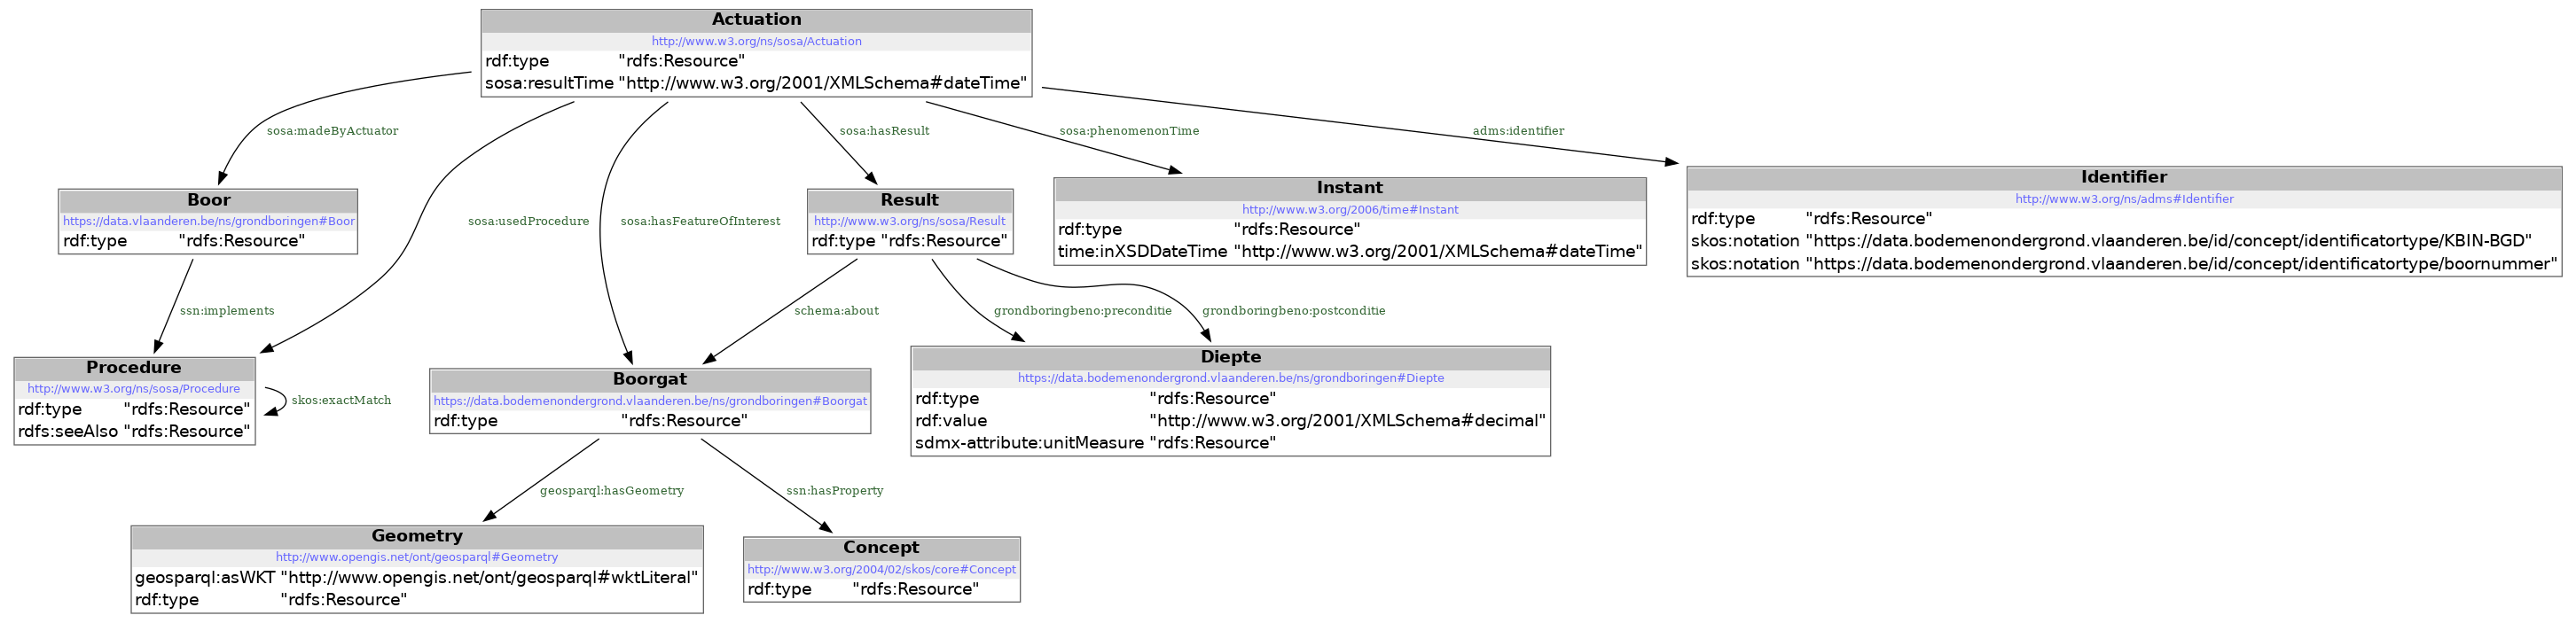 Actuation
http://www.w3.org/ns/sosa/Actuation
rdf:type "rdfs:Resource"
sosa:resultTime "http://www.w3.org/2001/XMLSchema#dateTime"
sosa:madeByActuator
sosa:hasResult
sosa:phenomenonTime
adms:identifier
Boor
https://data.vlaanderen.be/ns/grondboringen#Boor
rdf:type "rdfs:Resource"
sosa:usedProcedure
sosa:hasFeatureOfInterest
Result
http://www.w3.org/ns/sosa/Result
rdf:type "rdfs:Resource"
Instant
http://www.w3.org/2006/time#Instant
rdf:type "rdfs:Resource"
time:inXSDDateTime "http://www.w3.org/2001/XMLSchema#dateTime"
Identifier
http://www.w3.org/ns/adms#Identifier
rdf:type "rdfs:Resource"
skos:notation "https://data.bodemenondergrond.vlaanderen.be/id/concept/identificatortype/KBIN-BGD"
skos:notation "https://data.bodemenondergrond.vlaanderen.be/id/concept/identificatortype/boornummer"
ssn:implements
schema:about
grondboringbeno:preconditie
grondboringbeno:postconditie
Procedure
http://www.w3.org/ns/sosa/Procedure
rdf:type "rdfs:Resource"
rdfs:seeAlso "rdfs:Resource"
skos:exactMatch
Boorgat
https://data.bodemenondergrond.vlaanderen.be/ns/grondboringen#Boorgat
rdf:type "rdfs:Resource"
Diepte
https://data.bodemenondergrond.vlaanderen.be/ns/grondboringen#Diepte
rdf:type "rdfs:Resource"
rdf:value "http://www.w3.org/2001/XMLSchema#decimal"
sdmx-attribute:unitMeasure "rdfs:Resource"
geosparql:hasGeometry
ssn:hasProperty
Geometry
http://www.opengis.net/ont/geosparql#Geometry
geosparql:asWKT "http://www.opengis.net/ont/geosparql#wktLiteral"
rdf:type "rdfs:Resource"
Concept
http://www.w3.org/2004/02/skos/core#Concept
rdf:type "rdfs:Resource"